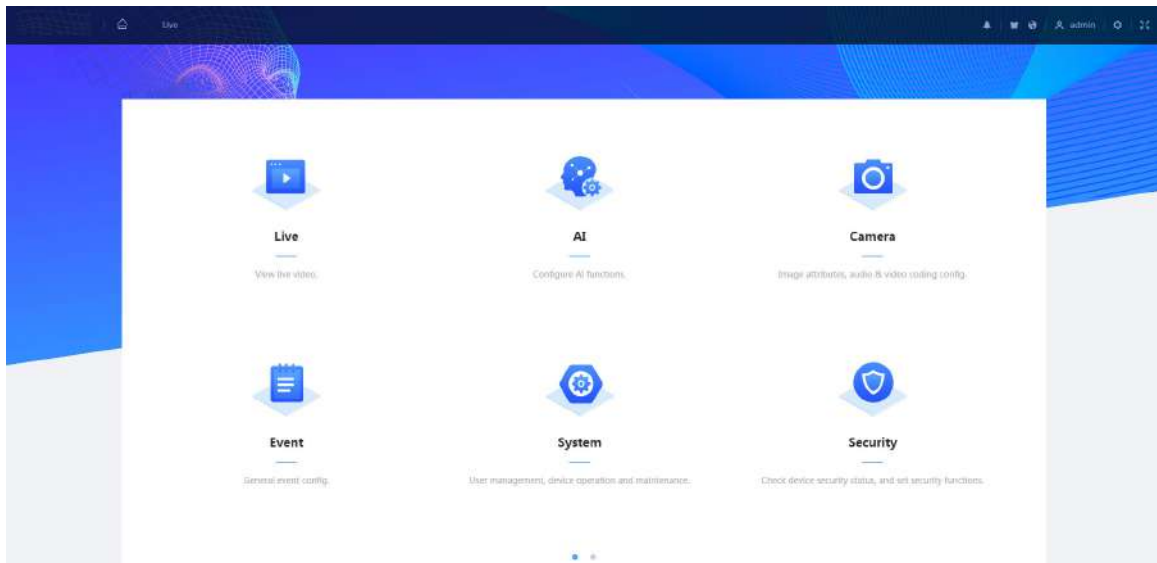 Live
admin
Live
AI
Camera
View live video.
Configure AI functions.
Image attributes, audio & video coding config.
Event
System
Security
General event config.
User management, device operation and maintenance.
Check device security status, and set security functions.